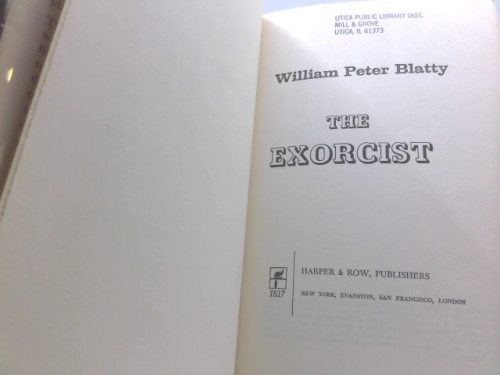 UTICA PUBLIC LIBRARY DIST.
MILL & GROVE
UTICA, IL 61373
William Peter Blatty
THE
EXORCIST
HARPER & ROW, PUBLISHERS
1817
NEW YORK, EVANSTON, SAN FRANCISCO, LONDON